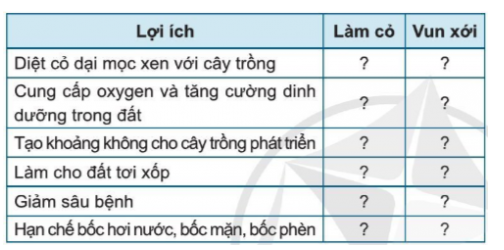 Lợi ích Làm cỏ Vun xới
Diệt cỏ dại mọc xen với cây trồng ? ?
Cung cấp oxygen và tăng cường dinh
dưỡng trong đất ? ?
Tạo khoảng không cho cây trồng phát triển ? ?
Làm cho đất tơi xốp ? ?
Giảm sâu bệnh ? ?
Hạn chế bốc hơi nước, bốc mặn, bốc phèn ? ?